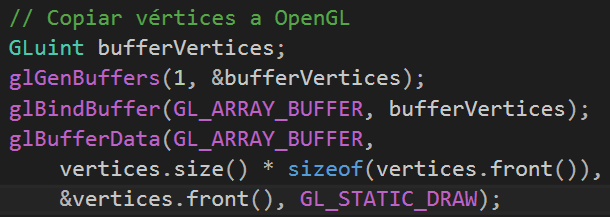 // Copiar vértices a OpenGL
GLuint bufferVertices;
glGenBuffers(1, &bufferVertices);
glBindBuffer(GL_ARRAY_BUFFER, bufferVertices);
glBufferData(GL_ARRAY_BUFFER,
    vertices.size() * sizeof(vertices.front()),
    &vertices.front(), GL_STATIC_DRAW);